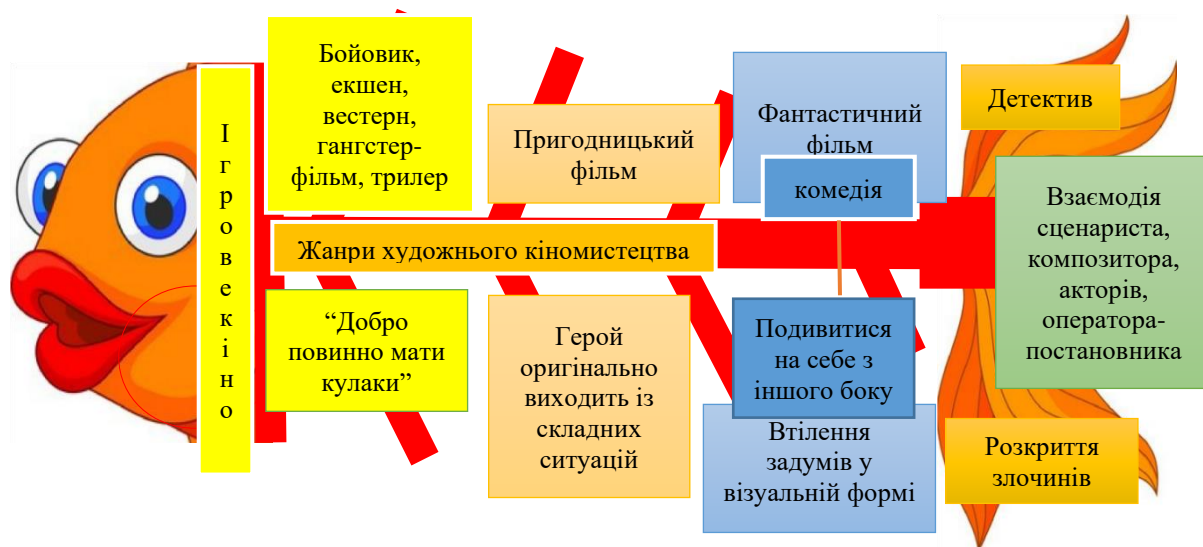 Ігровекіно
Бойовик,
екшен,
вестерн,
гангстер-
фільм, трилер
Пригодницький
фільм
Фантастичний
фільм
комедія
Детектив
Жанри художнього кіномистецтва
Взаємодія
сценариста,
композитора,
акторів,
оператора-
постановника
“Добро
повинно мати
кулаки”
Герой
оригінально
виходить із
складних
ситуацій
Подивитися
на себе з
іншого боку
Втілення
задумів у
візуальній формі
Розкриття
злочинів